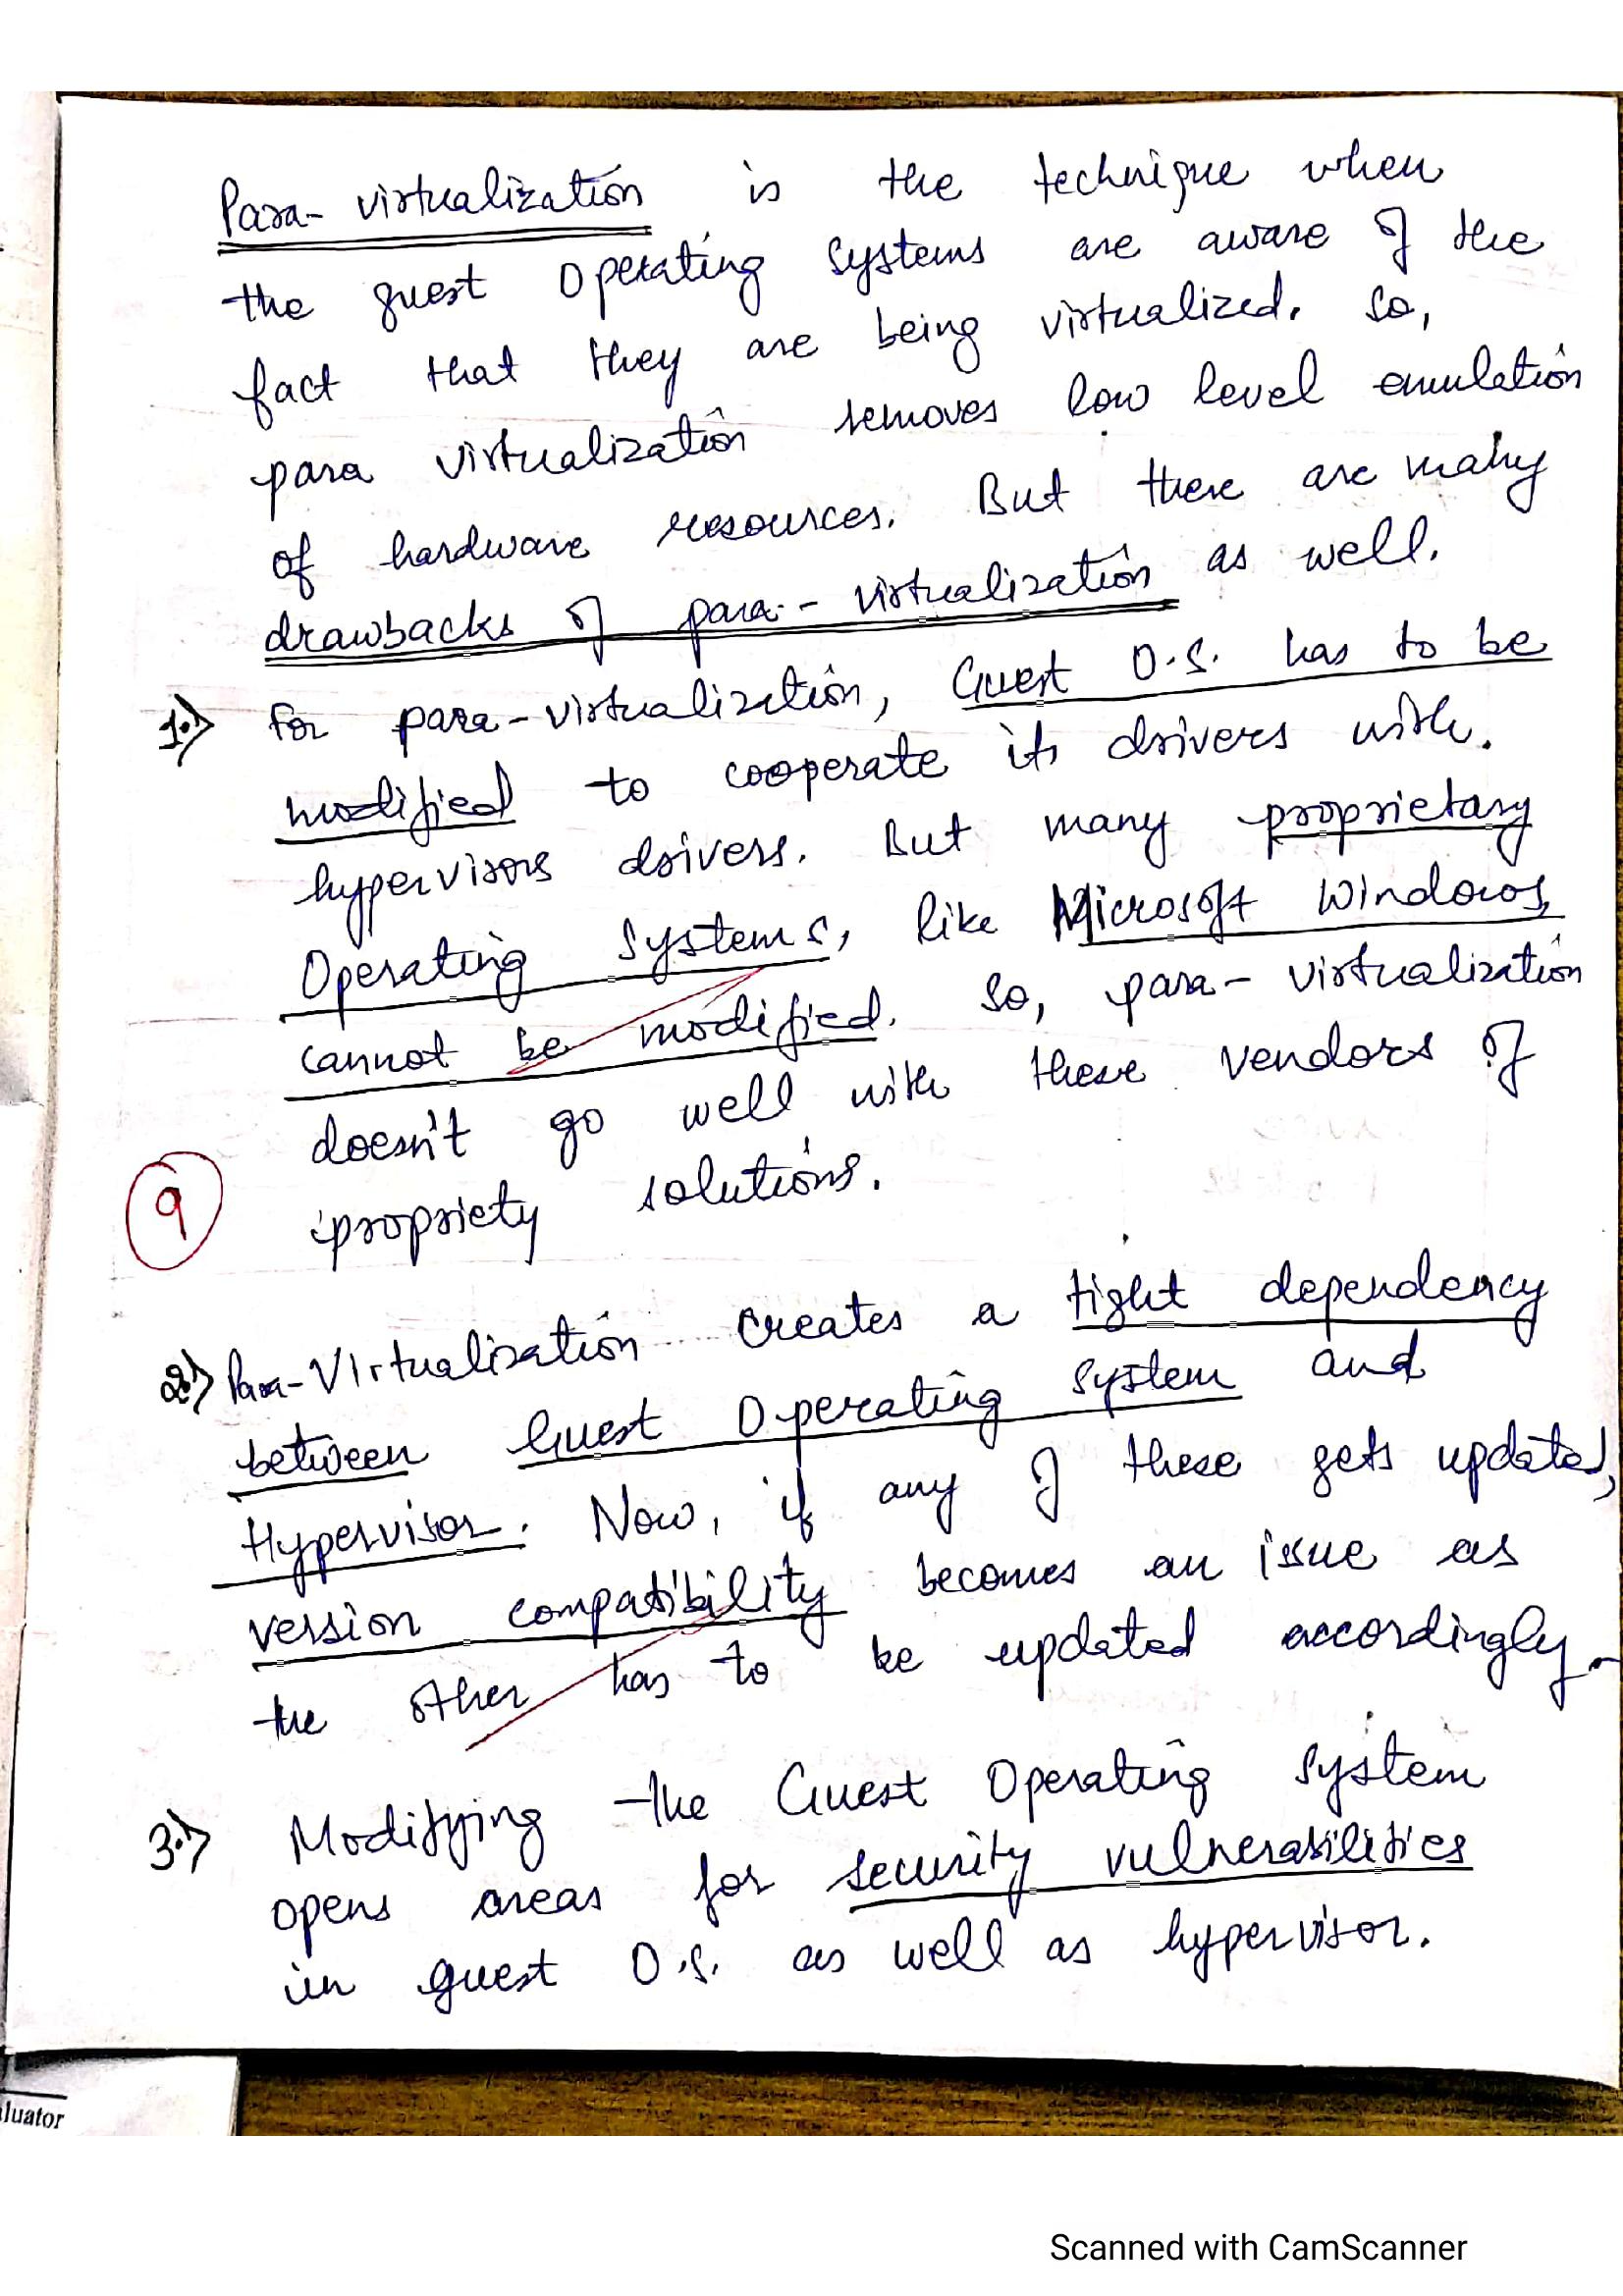 Para-virtualization is the technique when
the guest Operating Systems are aware of the
fact that they are being virtualized. So,
para virtualization removes low level emulation
of hardware resources. But there are many
drawbacks of para-virtualization as well.
1.) For para-virtualization, Guest O.S. has to be
modified to cooperate its drivers with.
hypervisors drivers. But many proprietary
Operating Systems, like Microsoft Windows,
cannot be modified. So, para-virtualization
doesn't go well with these vendors of
propriety solutions.
9
2.) Para-Virtualization creates a tight dependency
between Guest Operating System and
Hypervisor. Now, if any of these gets updated,
version compatibility becomes an issue as
the other has to be updated accordingly.
3.) Modifying the Guest Operating System
opens areas for security vulnerabilities
in guest O.S. as well as hypervisor.
luator
Scanned with CamScanner